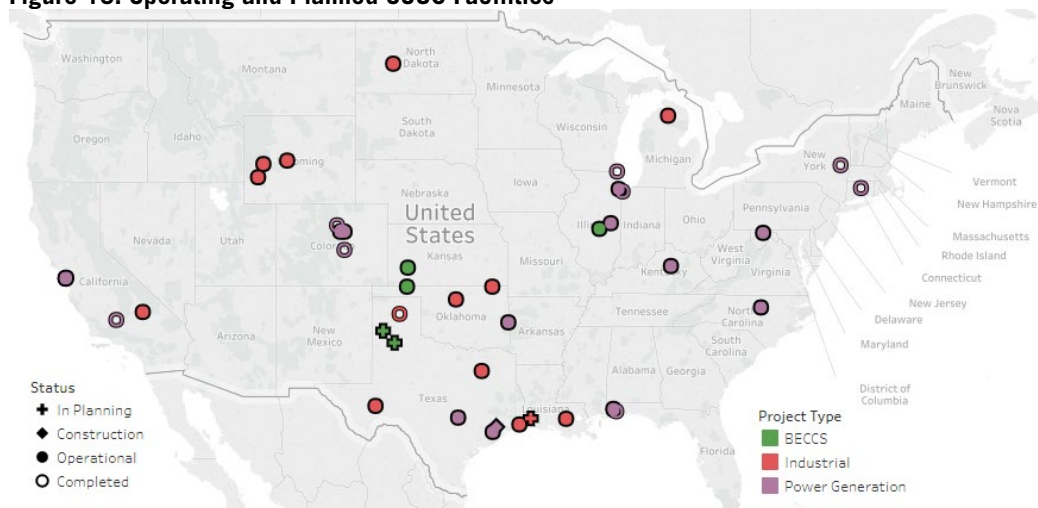 Figure Operating and Planned CCUS Facilities
Washington
Montana
North
Dakota
Minnesota
New
Brunswick
Maine
Nova
Scotia
Oregon
Idaho
South
Dakota
Wisconsin
Michigan
New
York
oming
Iowa
Vermont
Nebraska
New Hampshire
United
States
Pennsylvania
Massachusetts
Nevada
Utah
Colo
Kansas
Missouri
Illi
Indiana
Ohio
West
Virginia
Virginia
Rhode Island
Connecticut
California
Kentucky
New Jersey
Arizona
New
Mexico
Oklahoma
Arkansas
Tennessee
North
Carolina
Delaware
South
Carolina
Maryland
Alabama
Georgia
District of
Columbia
Texas
Louisiana
Florida
Status
In Planning
Construction
Operational
Completed
Project Type
BECCS
Industrial
Power Generation